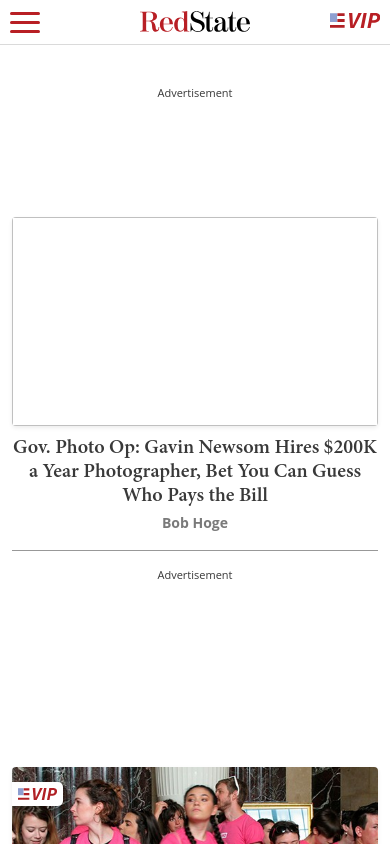 RedState
VIP
Advertisement
Gov. Photo Op: Gavin Newsom Hires $200K
a Year Photographer, Bet You Can Guess
Who Pays the Bill
Bob Hoge
Advertisement
VIP